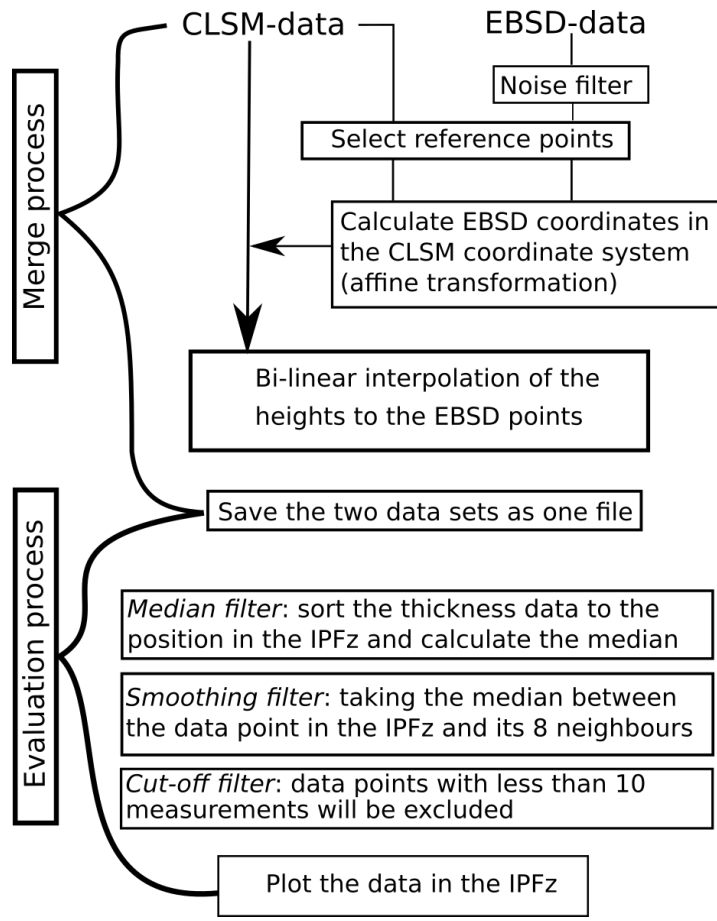 CLSM-data
EBSD-data
Noise filter
Select reference points
Calculate EBSD coordinates in
the CLSM coordinate system
(affine transformation)
Merge process
Bi-linear interpolation of the
heights to the EBSD points
Save the two data sets as one file
Evaluation process
Median filter: sort the thickness data to the
position in the IPFz and calculate the median
Smoothing filter: taking the median between
the data point in the IPFz and its 8 neighbours
Cut-off filter: data points with less than 10
measurements will be excluded
Plot the data in the IPFz